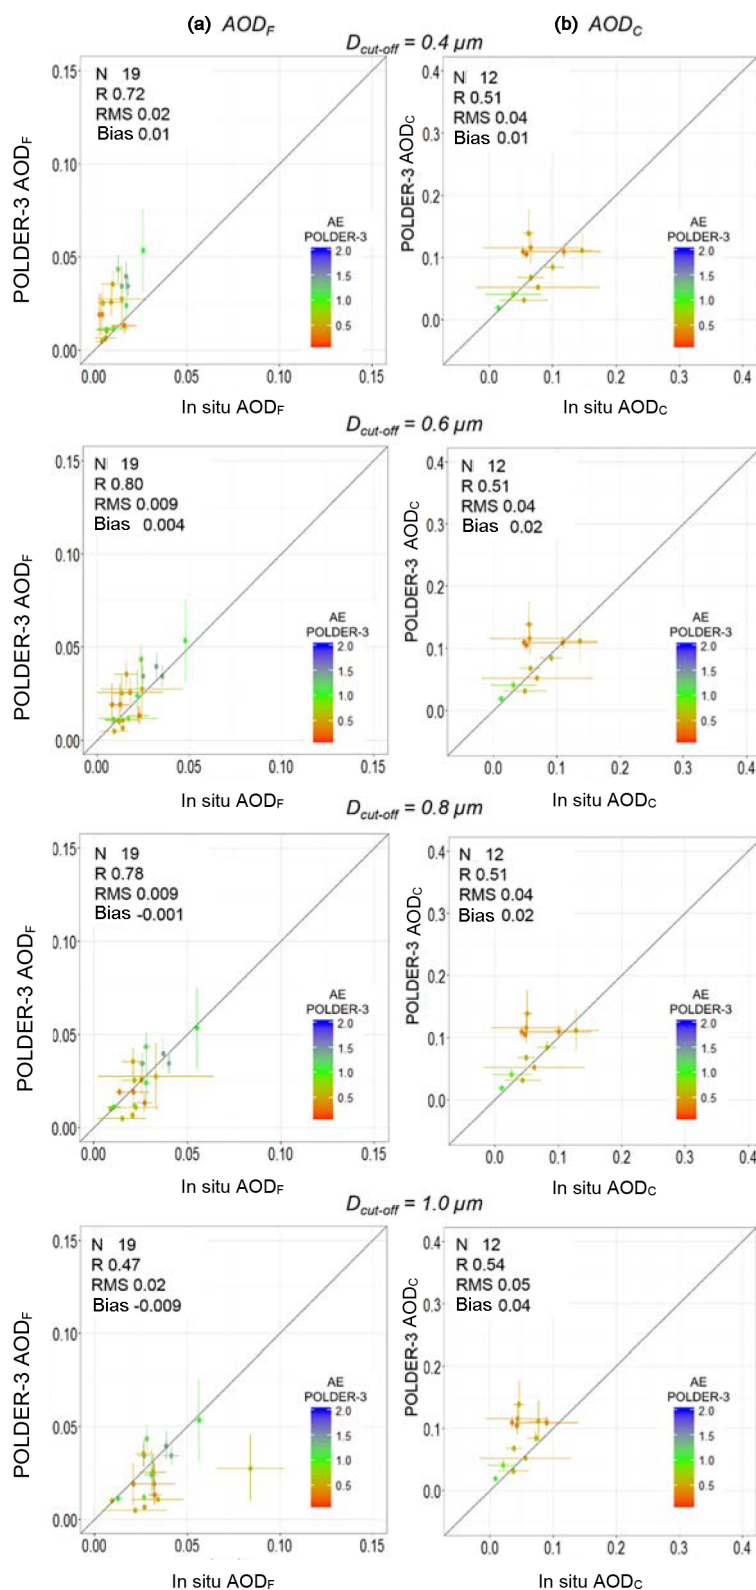 (a) AOD_F (b) AOD_C
D_cut-off = 0.4 µm
N 19
R 0.72
RMS 0.02
Bias 0.01
POLDER-3 AOD_F
0.15
0.10
0.05
0.00
AE
POLDER-3
2.0
1.5
1.0
0.5
0.00 0.05 0.10 0.15
In situ AOD_F
N 12
R 0.51
RMS 0.04
Bias 0.01
POLDER-3 AOD_C
0.4
0.3
0.2
0.1
0.0
AE
POLDER-3
2.0
1.5
1.0
0.5
0.0 0.1 0.2 0.3 0.4
In situ AOD_C
D_cut-off = 0.6 µm
N 19
R 0.80
RMS 0.009
Bias 0.004
POLDER-3 AOD_F
0.15
0.10
0.05
0.00
AE
POLDER-3
2.0
1.5
1.0
0.5
0.00 0.05 0.10 0.15
In situ AOD_F
N 12
R 0.51
RMS 0.04
Bias 0.02
POLDER-3 AOD_C
0.4
0.3
0.2
0.1
0.0
AE
POLDER-3
2.0
1.5
1.0
0.5
0.0 0.1 0.2 0.3 0.4
In situ AOD_C
D_cut-off = 0.8 µm
N 19
R 0.78
RMS 0.009
Bias -0.001
POLDER-3 AOD_F
0.15
0.10
0.05
0.00
AE
POLDER-3
2.0
1.5
1.0
0.5
0.00 0.05 0.10 0.15
In situ AOD_F
N 12
R 0.51
RMS 0.04
Bias 0.02
POLDER-3 AOD_C
0.4
0.3
0.2
0.1
0.0
AE
POLDER-3
2.0
1.5
1.0
0.5
0.0 0.1 0.2 0.3 0.4
In situ AOD_C
D_cut-off = 1.0 µm
N 19
R 0.47
RMS 0.02
Bias -0.009
POLDER-3 AOD_F
0.15
0.10
0.05
0.00
AE
POLDER-3
2.0
1.5
1.0
0.5
0.00 0.05 0.10 0.15
In situ AOD_F
N 12
R 0.54
RMS 0.05
Bias 0.04
POLDER-3 AOD_C
0.4
0.3
0.2
0.1
0.0
AE
POLDER-3
2.0
1.5
1.0
0.5
0.0 0.1 0.2 0.3 0.4
In situ AOD_C